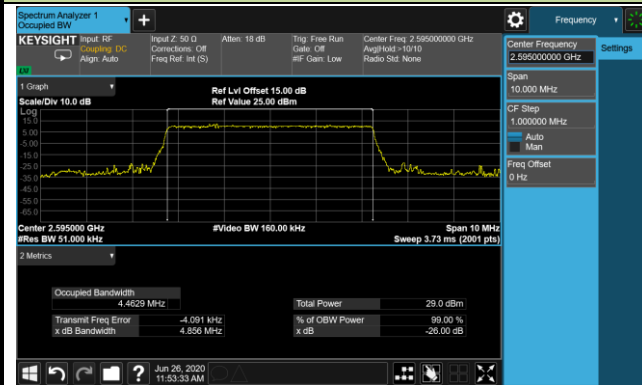 Spectrum Analyzer 1
Occupied BW
+
Frequency
KEYSIGHT
Input: RF
Coupling: DC
Align: Auto
Input Z: 50 Ω
Corrections: Off
Freq Ref: Int (S)
Atten: 18 dB
Trig: Free Run
Gate: Off
#IF Gain: Low
Center Freq: 2.595000000 GHz
Avg|Hold:>10/10
Radio Std: None
Center Frequency
2.595000000 GHz
Settings
Span
10.000 MHz
CF Step
1.000000 MHz
Auto
Man
Freq Offset
0 Hz
1 Graph
Scale/Div 10.0 dB
Ref Lvl Offset 15.00 dB
Ref Value 25.00 dBm
Log
15.0
5.00
-5.00
-15.0
-25.0
-35.0
-45.0
-55.0
-65.0
Center 2.595000 GHz
#Res BW 51.000 kHz
#Video BW 160.00 kHz
Span 10 MHz
Sweep 3.73 ms (2001 pts)
2 Metrics
Occupied Bandwidth
4.4629 MHz
Total Power 29.0 dBm
Transmit Freq Error -4.091 kHz
% of OBW Power 99.00 %
x dB Bandwidth 4.856 MHz
x dB -26.00 dB
?
Jun 26, 2020
11:53:33 AM